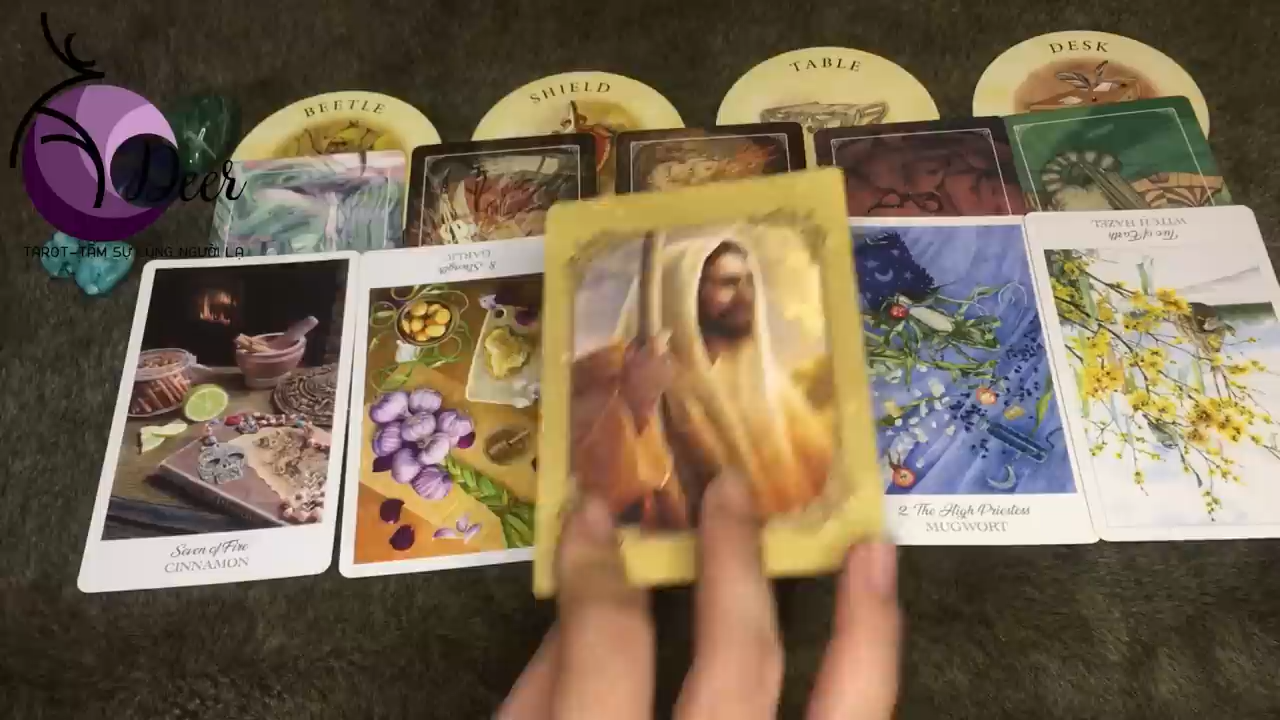 BEETLE
SHIELD
TABLE
DESK
Deer
TAROT-TÂM SỰ CÙNG NGƯỜI LẠ
Seven of Fire
CINNAMON
8 Strength
GARLIC
2 The High Priestess
MUGWORT
Two of Earth
WITCH HAZEL